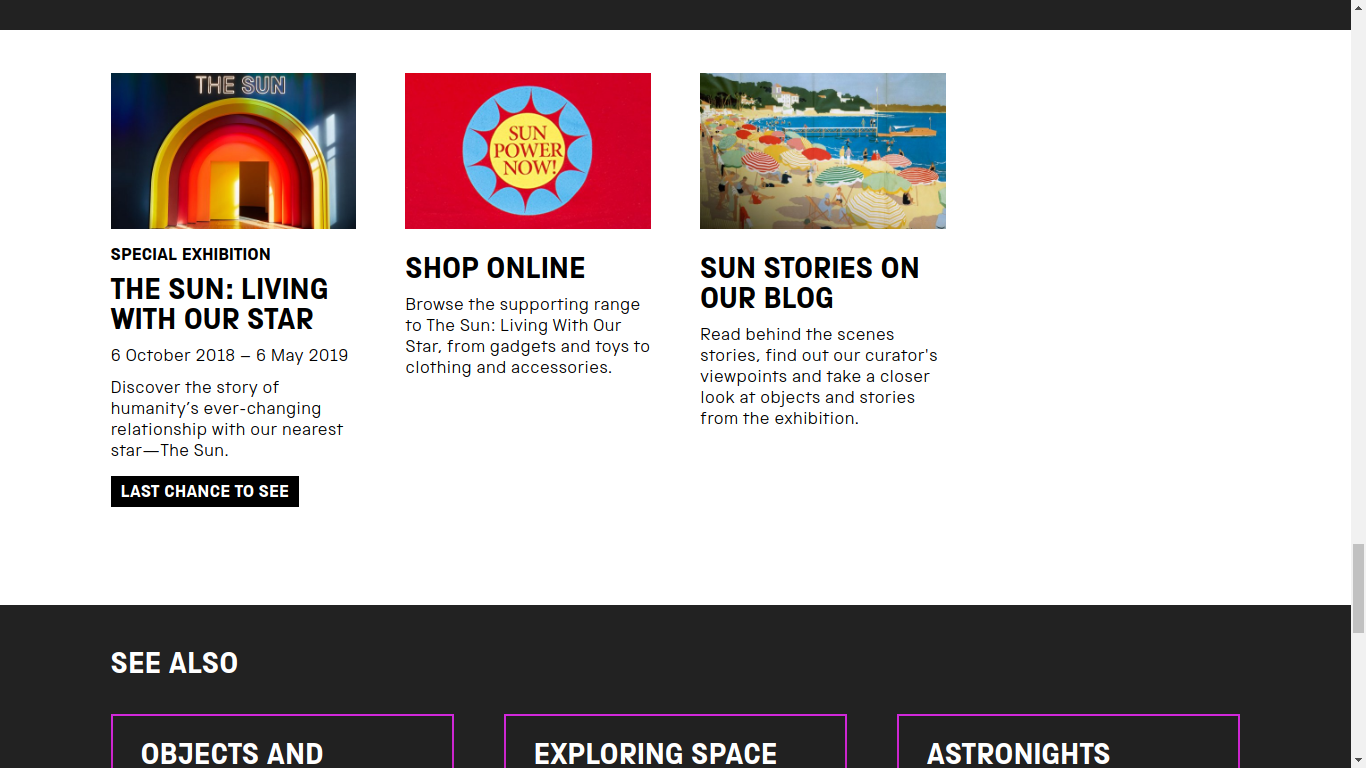 THE SUN
SPECIAL EXHIBITION
THE SUN: LIVING
WITH OUR STAR
6 October 2018 – 6 May 2019
Discover the story of
humanity’s ever-changing
relationship with our nearest
star—The Sun.
LAST CHANCE TO SEE
SUN
POWER
NOW!
SHOP ONLINE
Browse the supporting range
to The Sun: Living With Our
Star, from gadgets and toys to
clothing and accessories.
SUN STORIES ON
OUR BLOG
Read behind the scenes
stories, find out our curator's
viewpoints and take a closer
look at objects and stories
from the exhibition.
SEE ALSO
OBJECTS AND
EXPLORING SPACE
ASTRONIGHTS